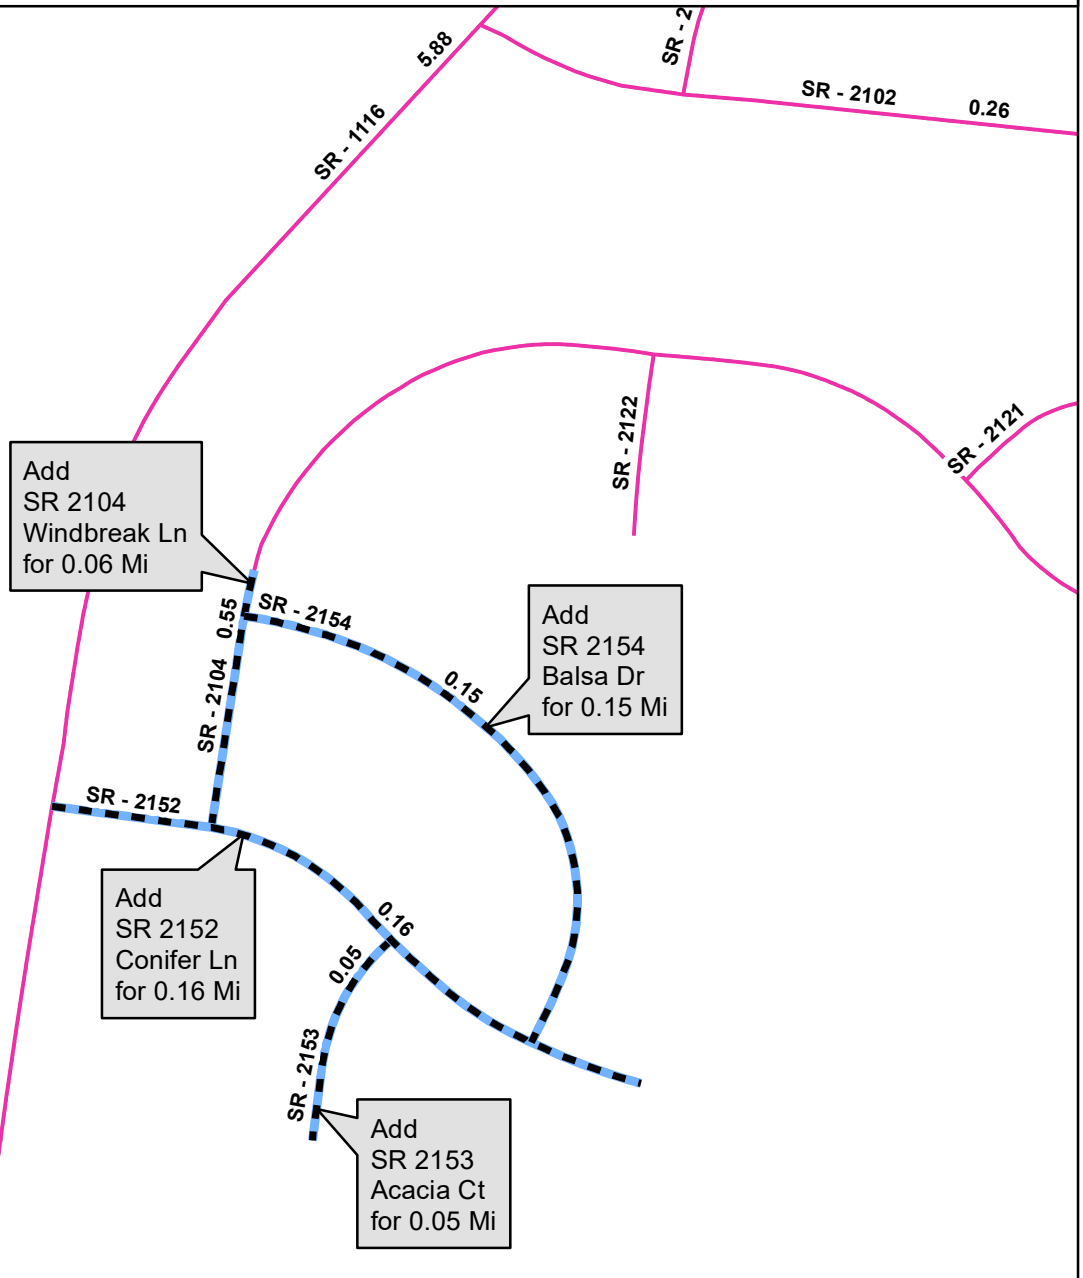 5.88
SR - 2
SR - 1116
SR - 2102
0.26
SR - 2122
SR - 2121
Add
SR 2104
Windbreak Ln
for 0.06 Mi
0.55
SR - 2154
SR - 2104
0.15
Add
SR 2154
Balsa Dr
for 0.15 Mi
SR - 2152
Add
SR 2152
Conifer Ln
for 0.16 Mi
0.16
0.05
SR - 2153
Add
SR 2153
Acacia Ct
for 0.05 Mi